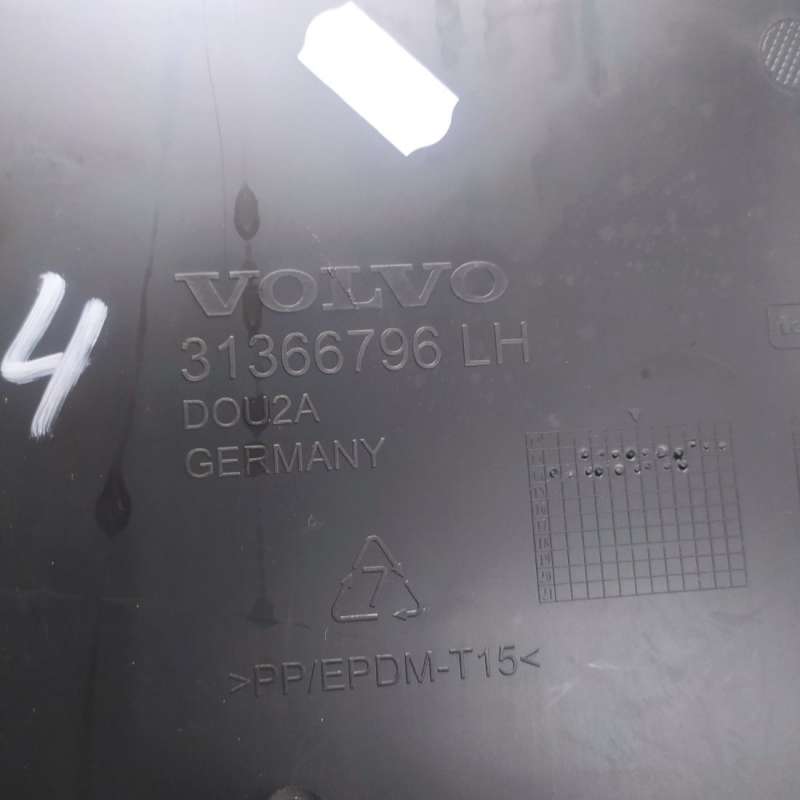 VOLVO
31366796 LH
4
DOU2A
GERMANY
7
>PP/EPDM-T15<